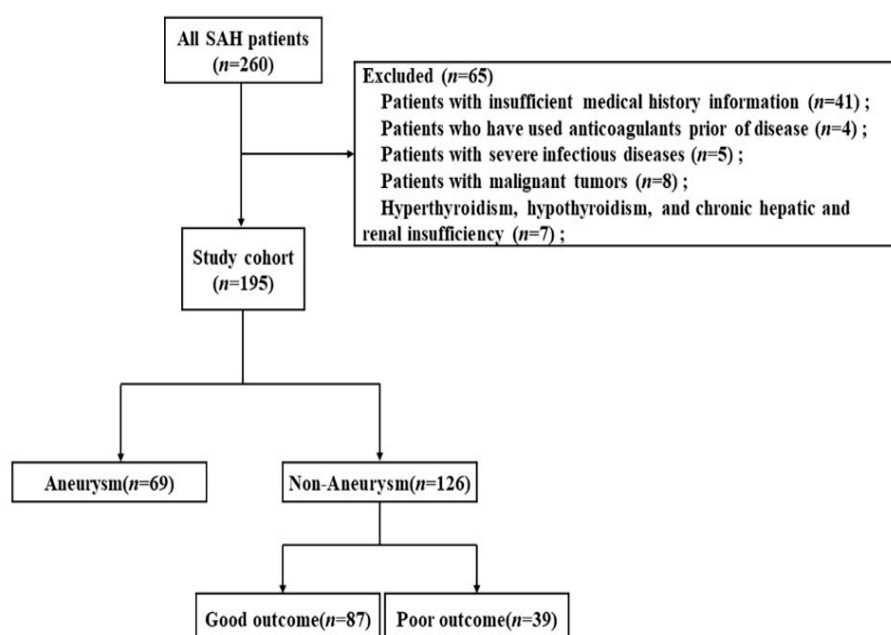 All SAH patients
(n=260)
Excluded (n=65)
Patients with insufficient medical history information (n=41) ;
Patients who have used anticoagulants prior of disease (n=4) ;
Patients with severe infectious diseases (n=5) ;
Patients with malignant tumors (n=8) ;
Hyperthyroidism, hypothyroidism, and chronic hepatic and
renal insufficiency (n=7) ;
Study cohort
(n=195)
Aneurysm(n=69)
Non-Aneurysm(n=126)
Good outcome(n=87)
Poor outcome(n=39)